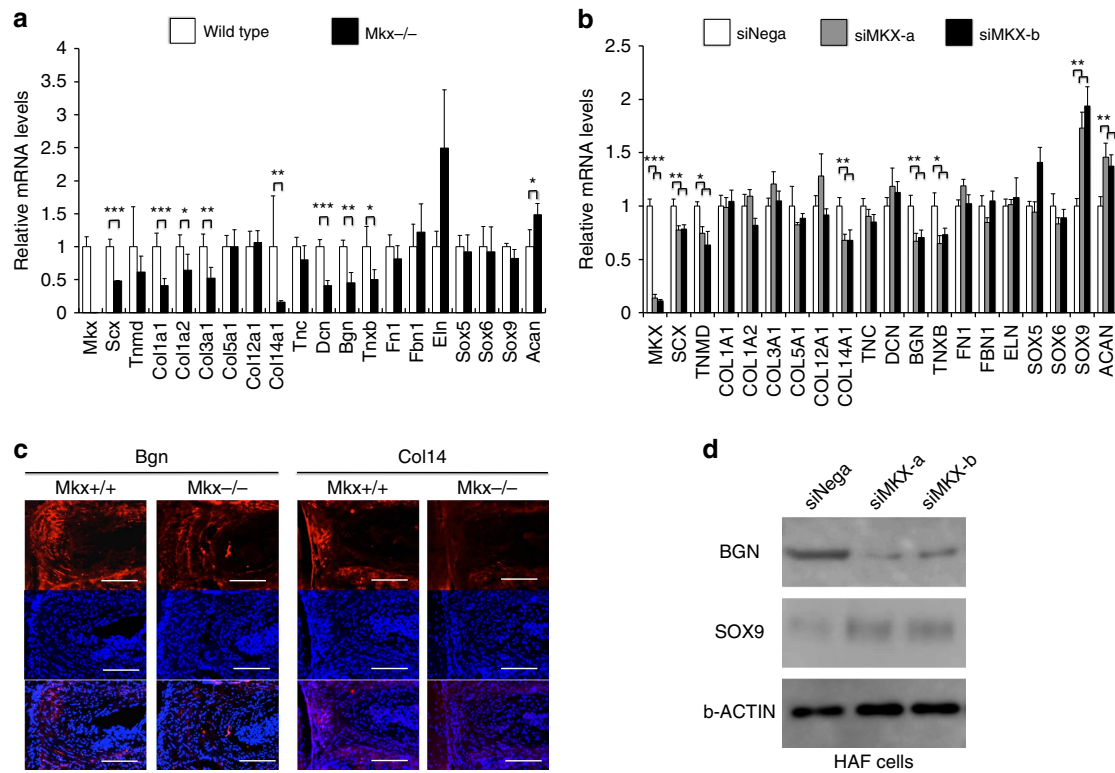 a
Wild type
Mkx–/–
Relative mRNA levels
4
3.5
3
2.5
2
1.5
1
0.5
0
***
***
*
**
**
***
**
*
*
Mkx
Scx
Tnmd
Col1a1
Col1a2
Col3a1
Col5a1
Col12a1
Col14a1
Tnc
Dcn
Bgn
Tnxb
Fn1
Fbn1
Eln
Sox5
Sox6
Sox9
Acan
b
siNega
siMKX-a
siMKX-b
Relative mRNA levels
2.5
2
1.5
1
0.5
0
***
**
*
**
**
*
**
**
MKX
SCX
TNMD
COL1A1
COL1A2
COL3A1
COL5A1
COL12A1
COL14A1
TNC
DCN
BGN
TNXB
FN1
FBN1
ELN
SOX5
SOX6
SOX9
ACAN
c
Bgn
Col14
Mkx+/+
Mkx–/–
Mkx+/+
Mkx–/–
d
siNega
siMKX-a
siMKX-b
BGN
SOX9
b-ACTIN
HAF cells